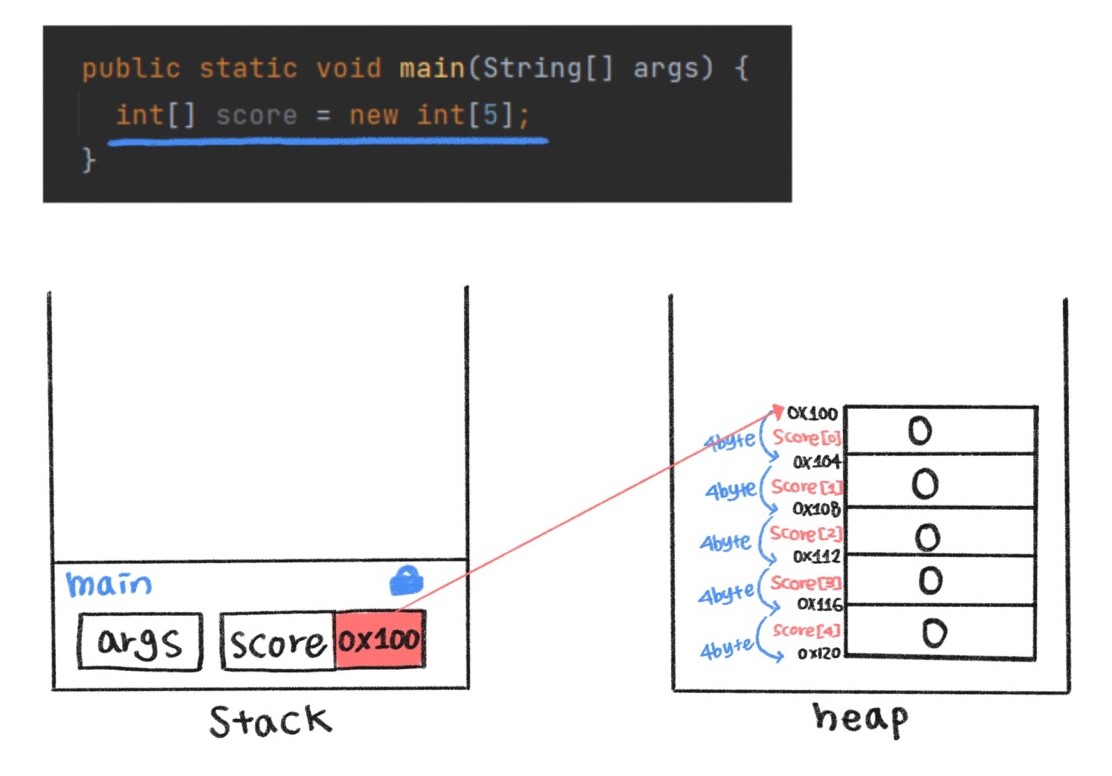 public static void main(String[] args) {
int[] score = new int[5];
}
0X100
4byte Score[0]
0X104
4byte Score[1]
0X108
4byte Score[2]
0X112
4byte Score[3]
0X116
4byte Score[4]
0X120
main
args score 0X100
Stack
heap
0
0
0
0
0